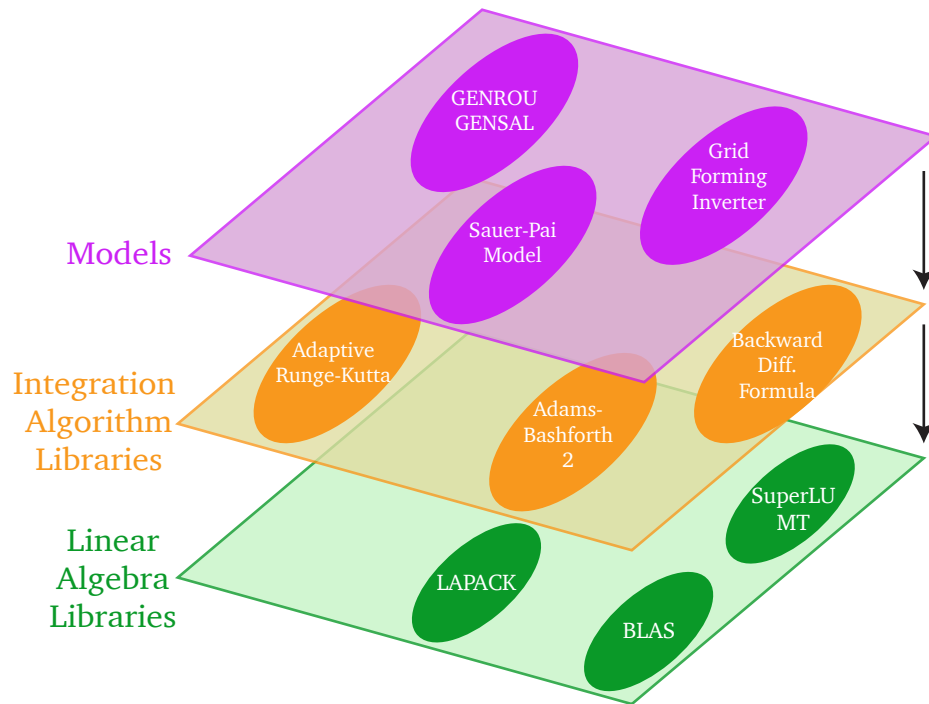 GENROU
GENSAL
Grid
Forming
Inverter
Sauer-Pai
Model
Models
Adaptive
Runge-Kutta
Backward
Diff.
Formula
Adams-
Bashforth
2
Integration
Algorithm
Libraries
SuperLU
MT
LAPACK
BLAS
Linear
Algebra
Libraries